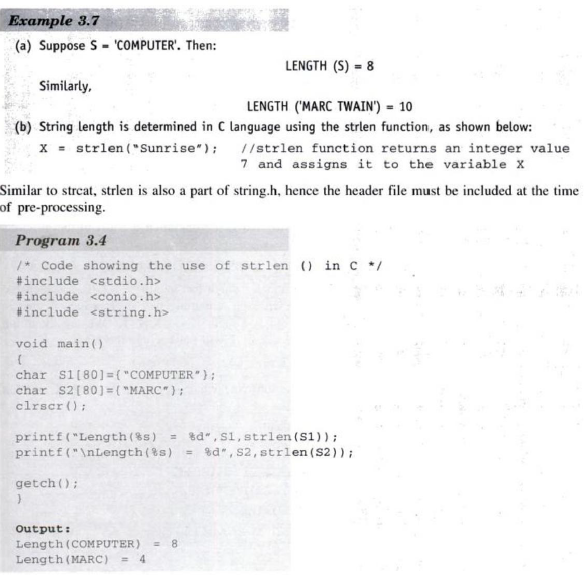 Example 3.7
(a) Suppose S = 'COMPUTER'. Then:
LENGTH (S) = 8
Similarly,
LENGTH ('MARC TWAIN') = 10
(b) String length is determined in C language using the strlen function, as shown below:
X = strlen("Sunrise"); //strlen function returns an integer value
7 and assigns it to the variable X
Similar to strcat, strlen is also a part of string.h, hence the header file must be included at the time
of pre-processing.
Program 3.4
/* Code showing the use of strlen () in C */
#include <stdio.h>
#include <conio.h>
#include <string.h>
void main()
{
char S1[80]={"COMPUTER"};
char S2[80]={"MARC"};
clrscr();
printf("Length(%s) = %d",S1,strlen(S1));
printf("\nLength(%s) = %d",S2,strlen(S2));
getch();
}
Output:
Length(COMPUTER) = 8
Length(MARC) = 4